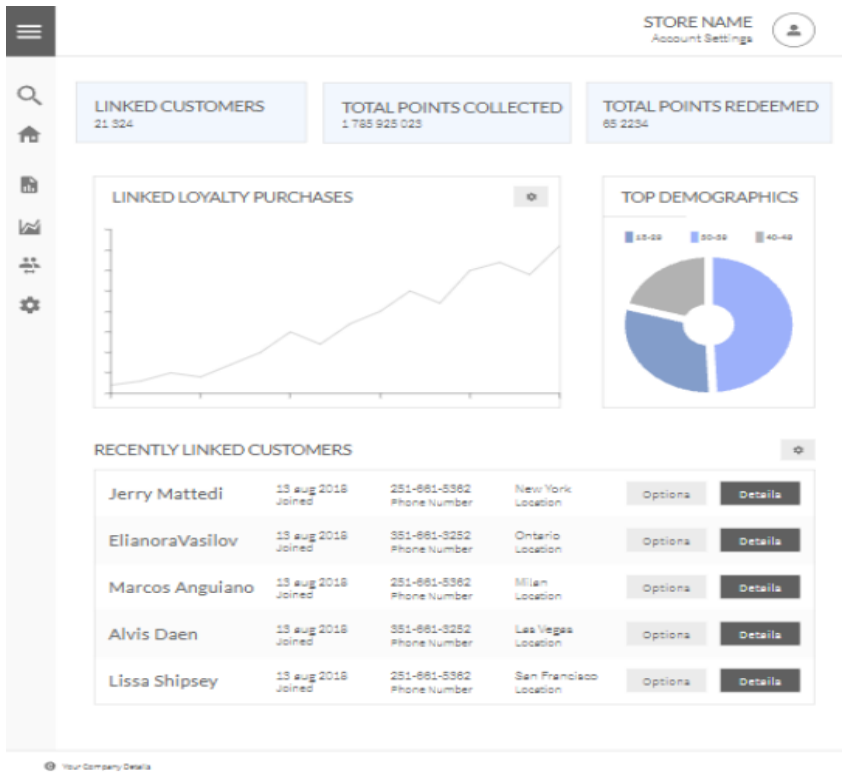 STORE NAME
Account Settings
LINKED CUSTOMERS
21 324
TOTAL POINTS COLLECTED
1 785 925 023
TOTAL POINTS REDEEMED
65 2234
LINKED LOYALTY PURCHASES
TOP DEMOGRAPHICS
30-39
40-49
RECENTLY LINKED CUSTOMERS
Jerry Mattedi
13 aug 2018
Joined
251-661-5362
Phone Number
New York
Location
Options
Details
ElianoraVasilov
13 aug 2018
Joined
351-661-3252
Phone Number
Ontario
Location
Options
Details
Marcos Anguiano
13 aug 2018
Joined
251-661-5362
Phone Number
Milan
Location
Options
Details
Alvis Daen
13 aug 2018
Joined
351-661-3252
Phone Number
Las Vegas
Location
Options
Details
Lissa Shipsey
13 aug 2018
Joined
251-661-5362
Phone Number
San Francisco
Location
Options
Details
Your Company Details